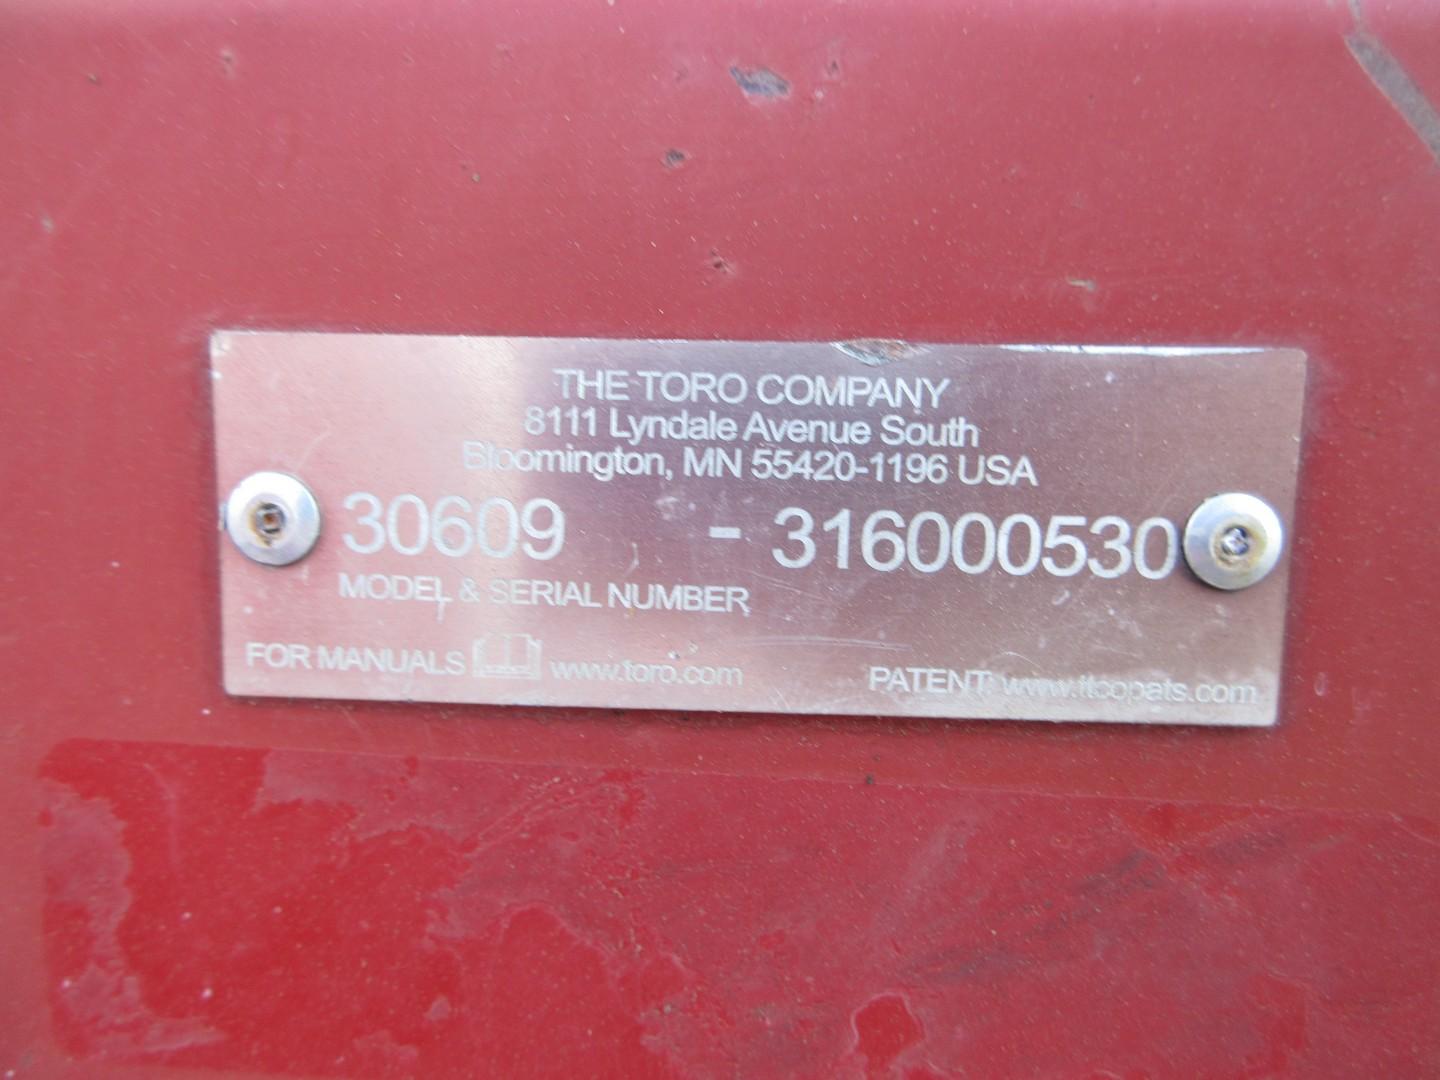 THE TORO COMPANY
8111 Lyndale Avenue South
Bloomington, MN 55420-1196 USA
30609 - 316000530
MODEL & SERIAL NUMBER
FOR MANUALS www.toro.com
PATENT: www.ttcopats.com